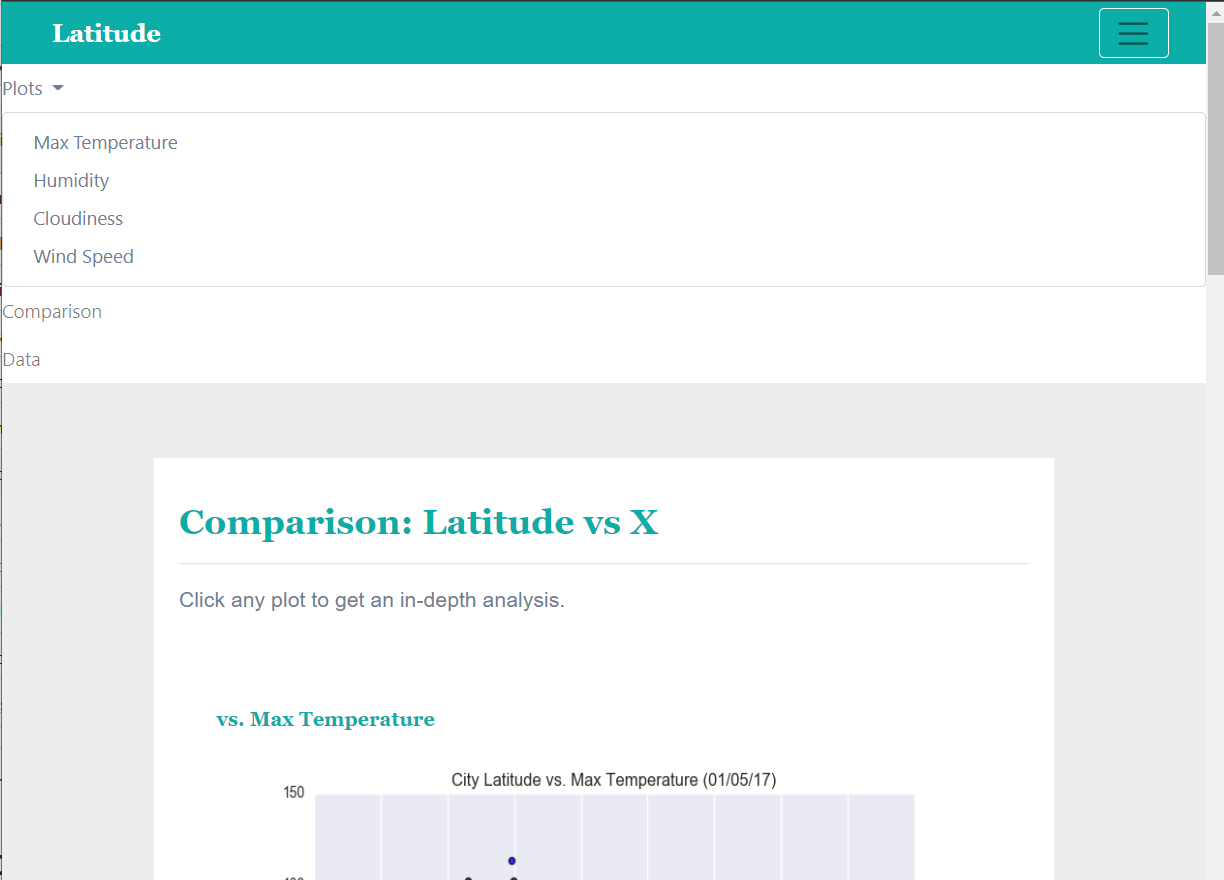 Latitude
Plots
Max Temperature
Humidity
Cloudiness
Wind Speed
Comparison
Data
Comparison: Latitude vs X
Click any plot to get an in-depth analysis.
vs. Max Temperature
City Latitude vs. Max Temperature (01/05/17)
150